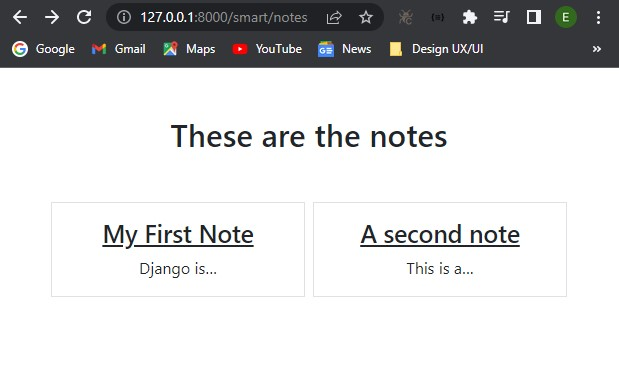 127.0.0.1:8000/smart/notes
E
Google Gmail Maps YouTube News Design UX/UI »
These are the notes
My First Note
Django is...
A second note
This is a...